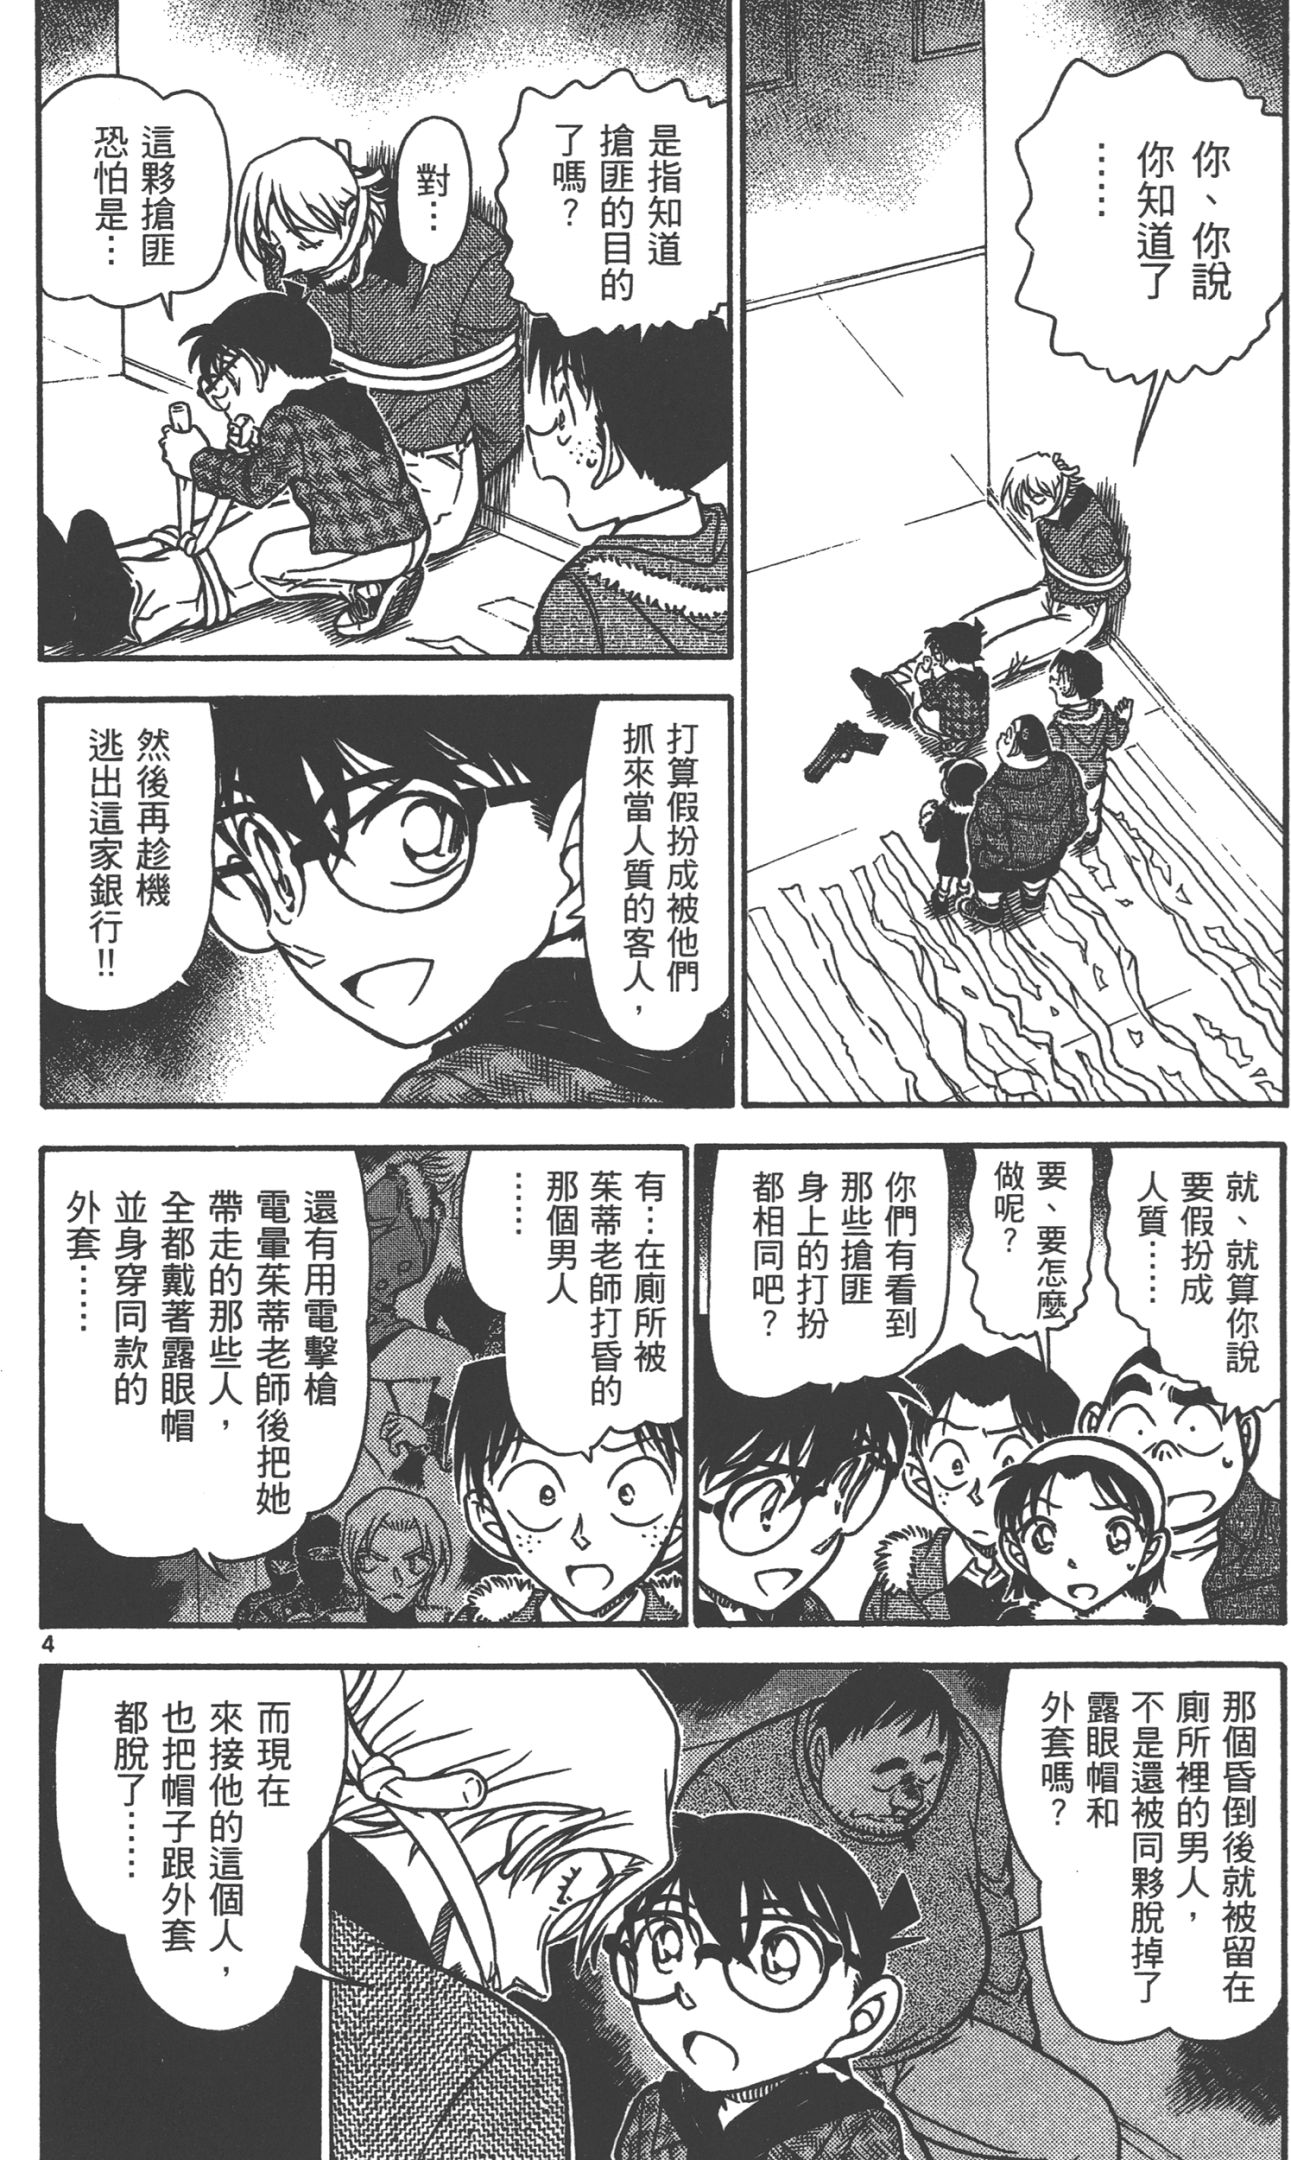 你、你說
你知道了
……
是指知道
搶匪的目的
了嗎？
對…
這夥搶匪
恐怕是…
打算假扮成被他們
抓來當人質的客人，
然後再趁機
逃出這家銀行!!
就、就算你說
要假扮成
人質……
要、要怎麼
做呢？
你們有看到
那些搶匪
身上的打扮
都相同吧？
有…在廁所被
茱蒂老師打昏的
那個男人
……
還有用電擊槍
電暈茱蒂老師後把她
帶走的那些人，
全都戴著露眼帽
並身穿同款的
外套……
4
那個昏倒後就被留在
廁所裡的男人，
不是還被同夥脫掉了
露眼帽和
外套嗎？
而現在
來接他的這個人，
也把帽子跟外套
都脫了……